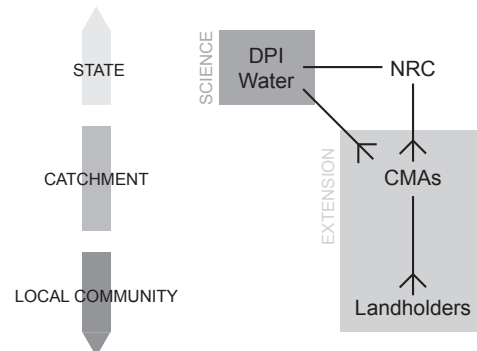 STATE
CATCHMENT
LOCAL COMMUNITY
SCIENCE
DPI
Water
NRC
EXTENSION
CMAs
Landholders